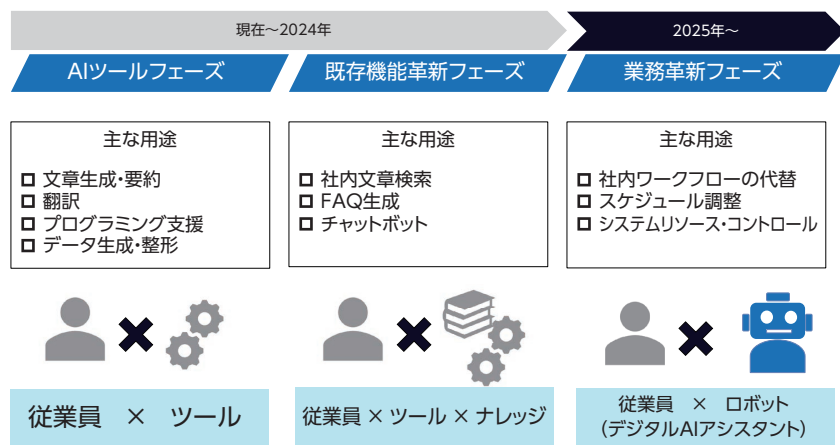 現在～2024年
2025年～
AIツールフェーズ
既存機能革新フェーズ
業務革新フェーズ
主な用途
文章生成・要約
翻訳
プログラミング支援
データ生成・整形
主な用途
社内文章検索
FAQ生成
チャットボット
主な用途
社内ワークフローの代替
スケジュール調整
システムリソース・コントロール
従業員 × ツール
従業員 × ツール × ナレッジ
従業員 × ロボット
(デジタルAIアシスタント)